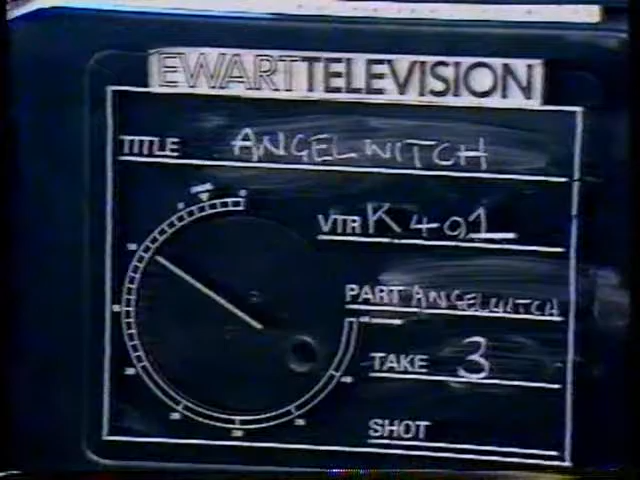 EWARTTELEVISION
TITLE ANGELWITCH
VTR K401
PART ANGELWITCH
TAKE 3
SHOT